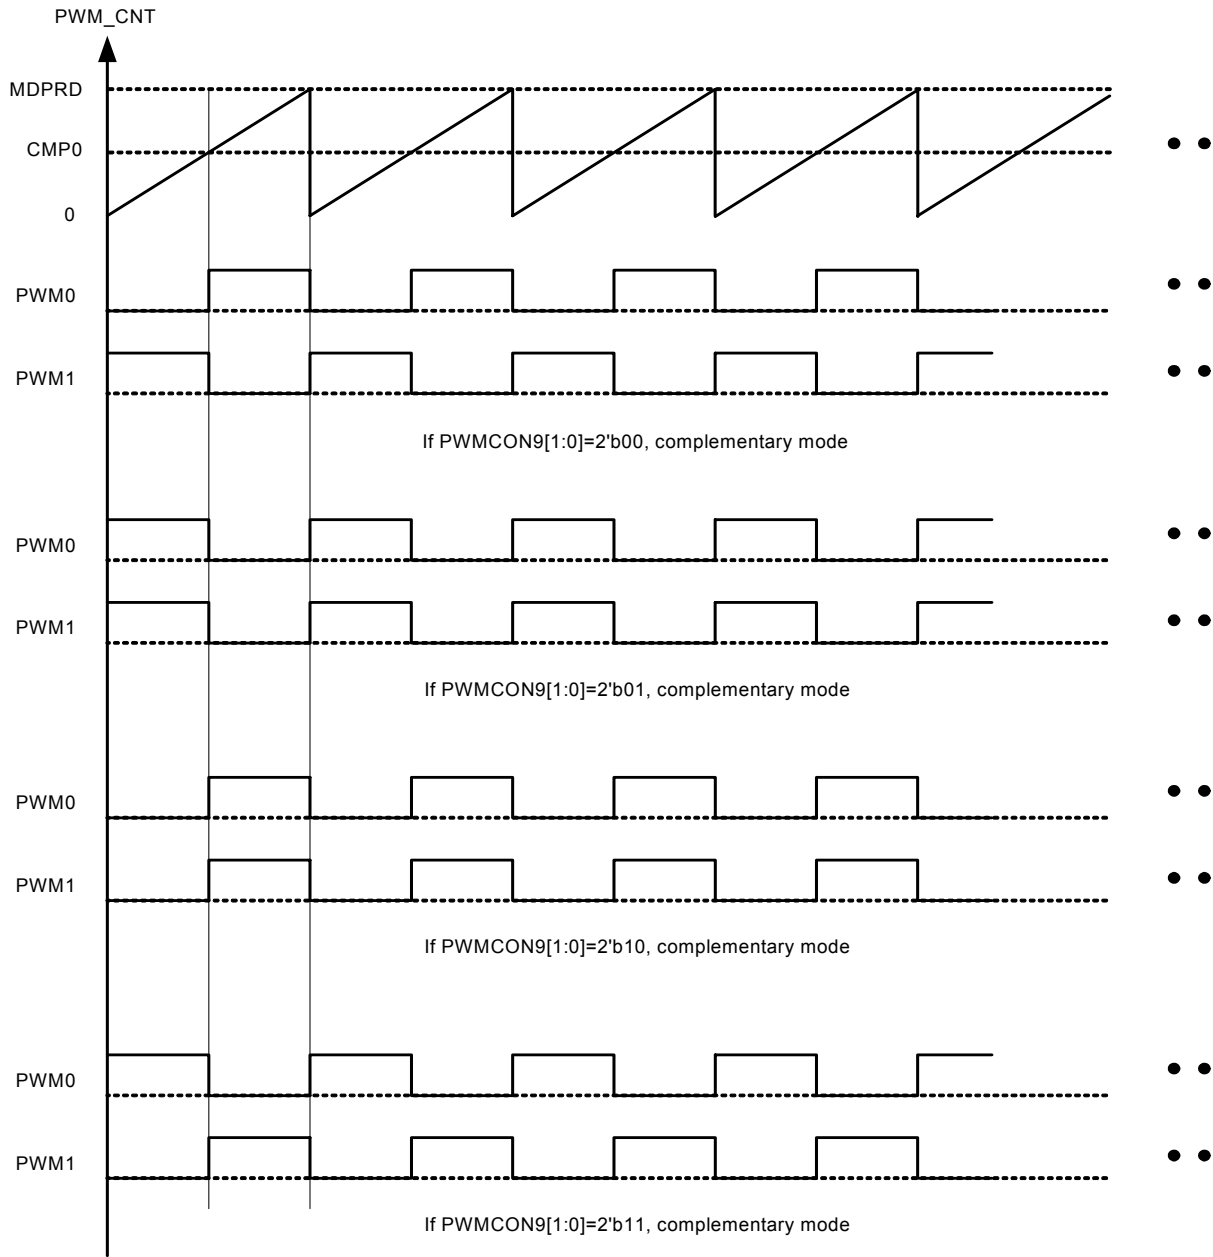 PWM_CNT
MDPRD
CMP0
0
PWM0
PWM1
If PWMCON9[1:0]=2'b00, complementary mode
PWM0
PWM1
If PWMCON9[1:0]=2'b01, complementary mode
PWM0
PWM1
If PWMCON9[1:0]=2'b10, complementary mode
PWM0
PWM1
If PWMCON9[1:0]=2'b11, complementary mode